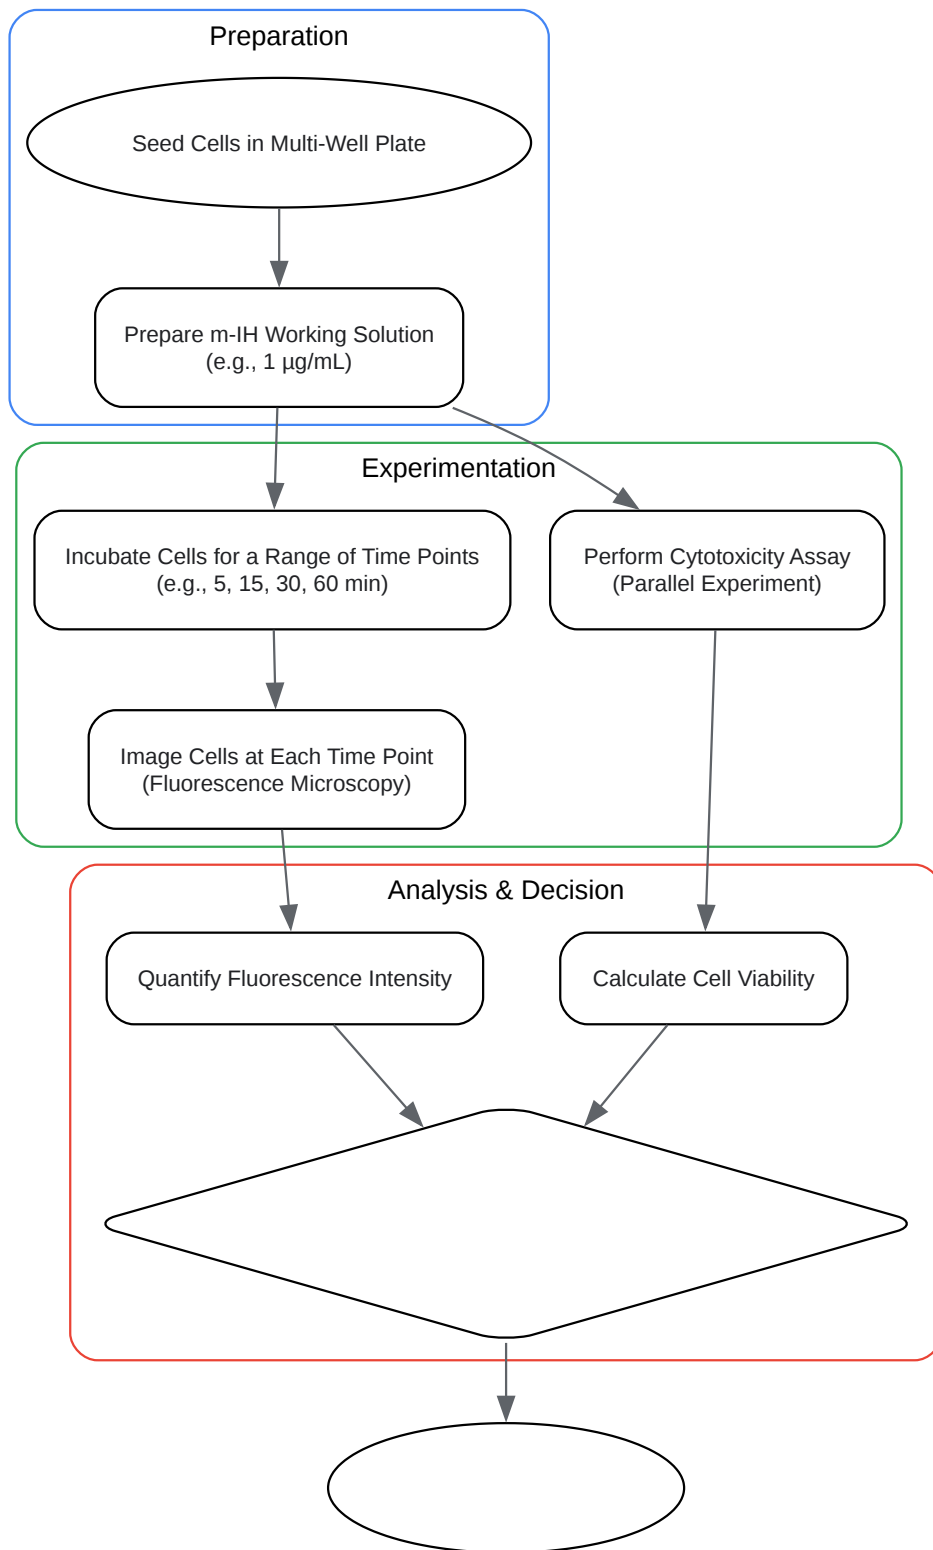 Preparation
Seed Cells in Multi-Well Plate
Prepare m-IH Working Solution
(e.g., 1 µg/mL)
Experimentation
Incubate Cells for a Range of Time Points
(e.g., 5, 15, 30, 60 min)
Perform Cytotoxicity Assay
(Parallel Experiment)
Image Cells at Each Time Point
(Fluorescence Microscopy)
Analysis & Decision
Quantify Fluorescence Intensity
Calculate Cell Viability